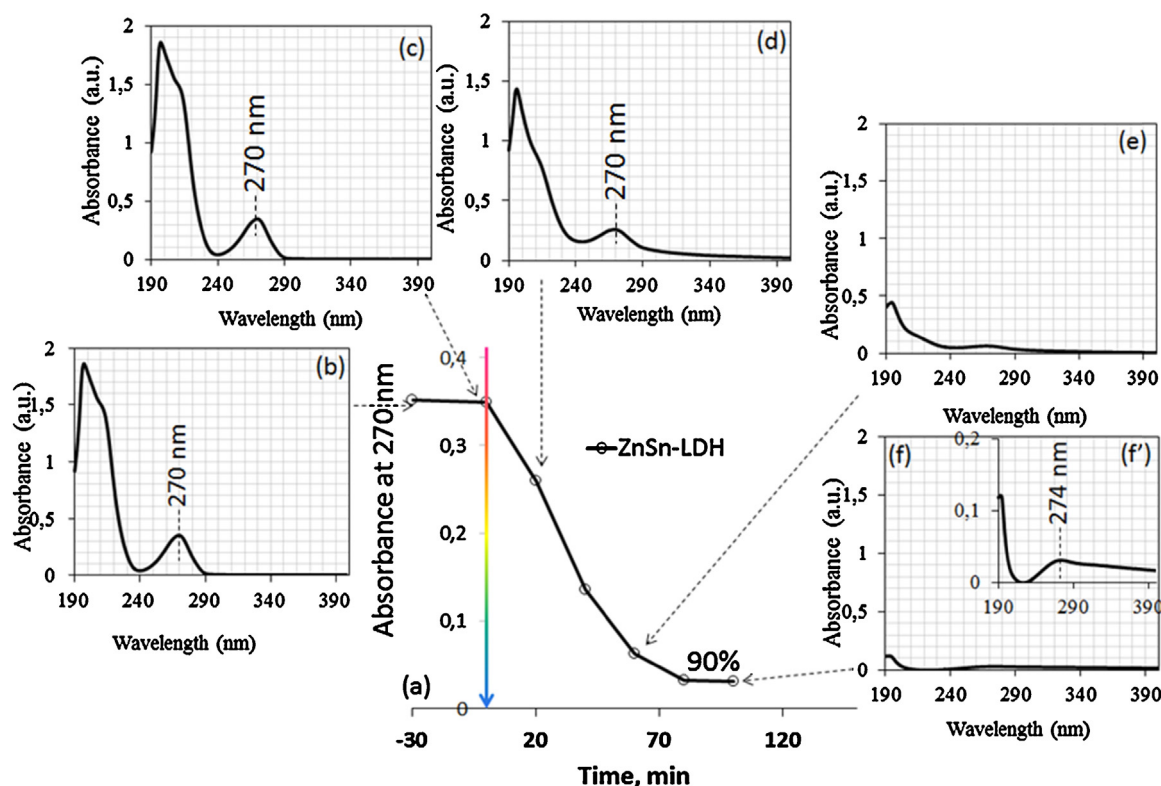 2
(c)
1,5
Absorbance (a.u.)
1
270 nm
0,5
0
190 240 290 340 390
Wavelength (nm)
2
(d)
1,5
Absorbance (a.u.)
1
270 nm
0,5
0
190 240 290 340 390
Wavelength (nm)
2
(e)
1,5
Absorbance (a.u.)
1
0,5
0
190 240 290 340 390
Wavelength (nm)
2
(b)
1,5
Absorbance (a.u.)
1
270 nm
0,5
0
190 240 290 340 390
Wavelength (nm)
0,4
Absorbance at 270 nm
0,3
ZnSn-LDH
0,2
0,1
90%
(a)
0
-30 20 70 120
Time, min
2
(f)
1,5
Absorbance (a.u.)
1
0,5
0
190 240 290 340 390
Wavelength (nm)
0,2
(f’)
274 nm
0,1
0
190 290 390